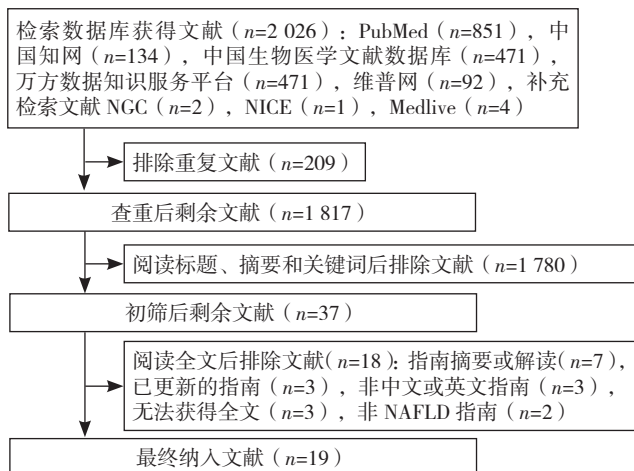 检索数据库获得文献（n=2 026）：PubMed（n=851），中
国知网（n=134），中国生物医学文献数据库（n=471），
万方数据知识服务平台（n=471），维普网（n=92），补充
检索文献 NGC（n=2），NICE（n=1），Medlive（n=4）
排除重复文献（n=209）
查重后剩余文献（n=1 817）
阅读标题、摘要和关键词后排除文献（n=1 780）
初筛后剩余文献（n=37）
阅读全文后排除文献（n=18）：指南摘要或解读（n=7），
已更新的指南（n=3），非中文或英文指南（n=3），
无法获得全文（n=3），非 NAFLD 指南（n=2）
最终纳入文献（n=19）